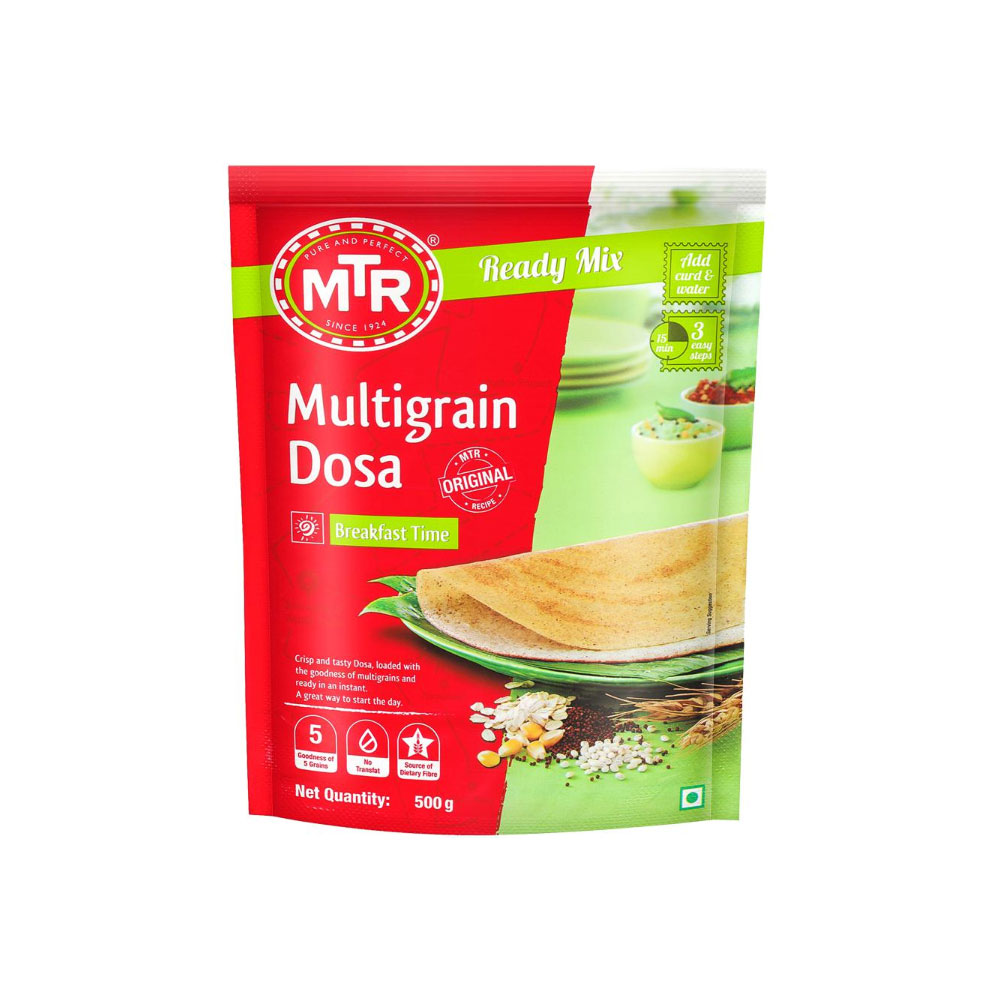 PURE AND PERFECT
MTR
®
SINCE 1924
Ready Mix
Add
curd &
water
15
min
3
easy
steps
Multigrain
Dosa
MTR
ORIGINAL
RECIPE
Breakfast Time
Serving Suggestion
Crisp and tasty Dosa, loaded with
the goodness of multigrains and
ready in an instant.
A great way to start the day.
5
Goodness of
5 Grains
No
Transfat
Source of
Dietary Fibre
Net Quantity: 500 g